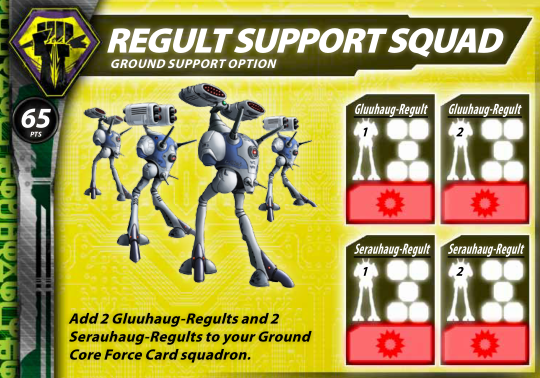 REGULT SUPPORT SQUAD
GROUND SUPPORT OPTION
65
PTS
Gluuhaug-Regult
1
Gluuhaug-Regult
2
Serauhaug-Regult
1
Serauhaug-Regult
2
Add 2 Gluuhaug-Regults and 2
Serauhaug-Regults to your Ground
Core Force Card squadron.